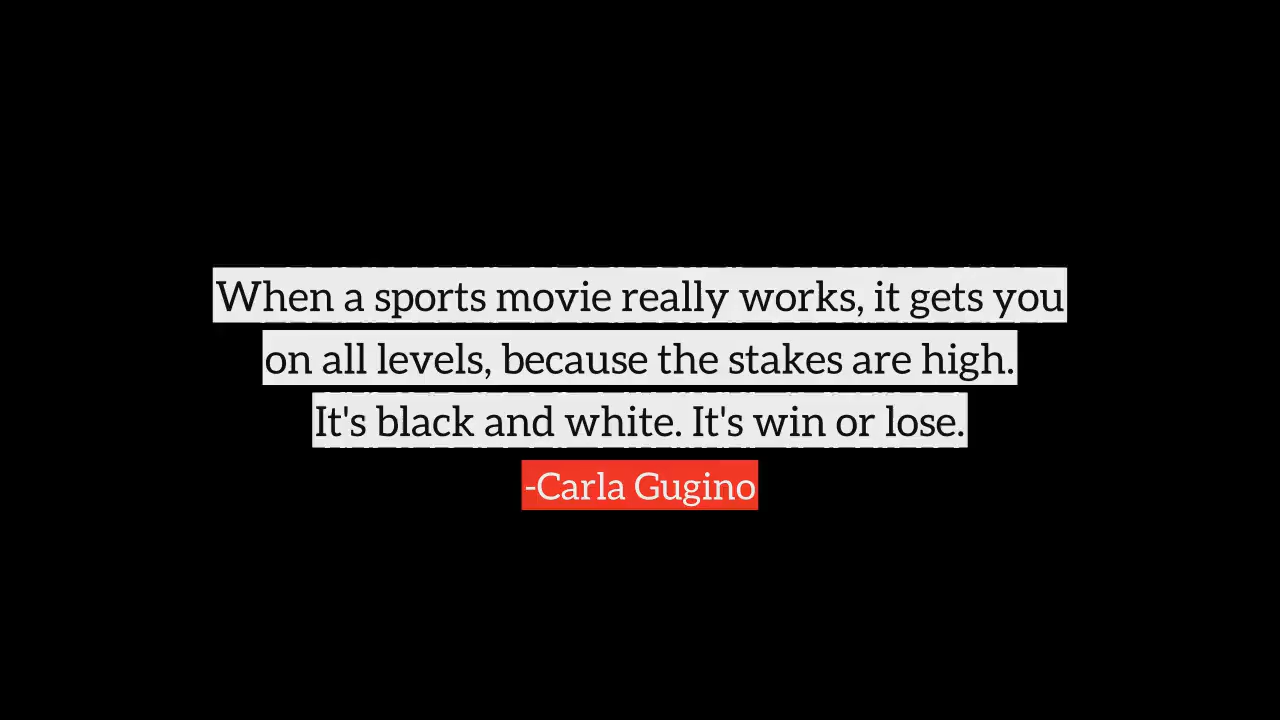 When a sports movie really works, it gets you
on all levels, because the stakes are high.
It's black and white. It's win or lose.
-Carla Gugino